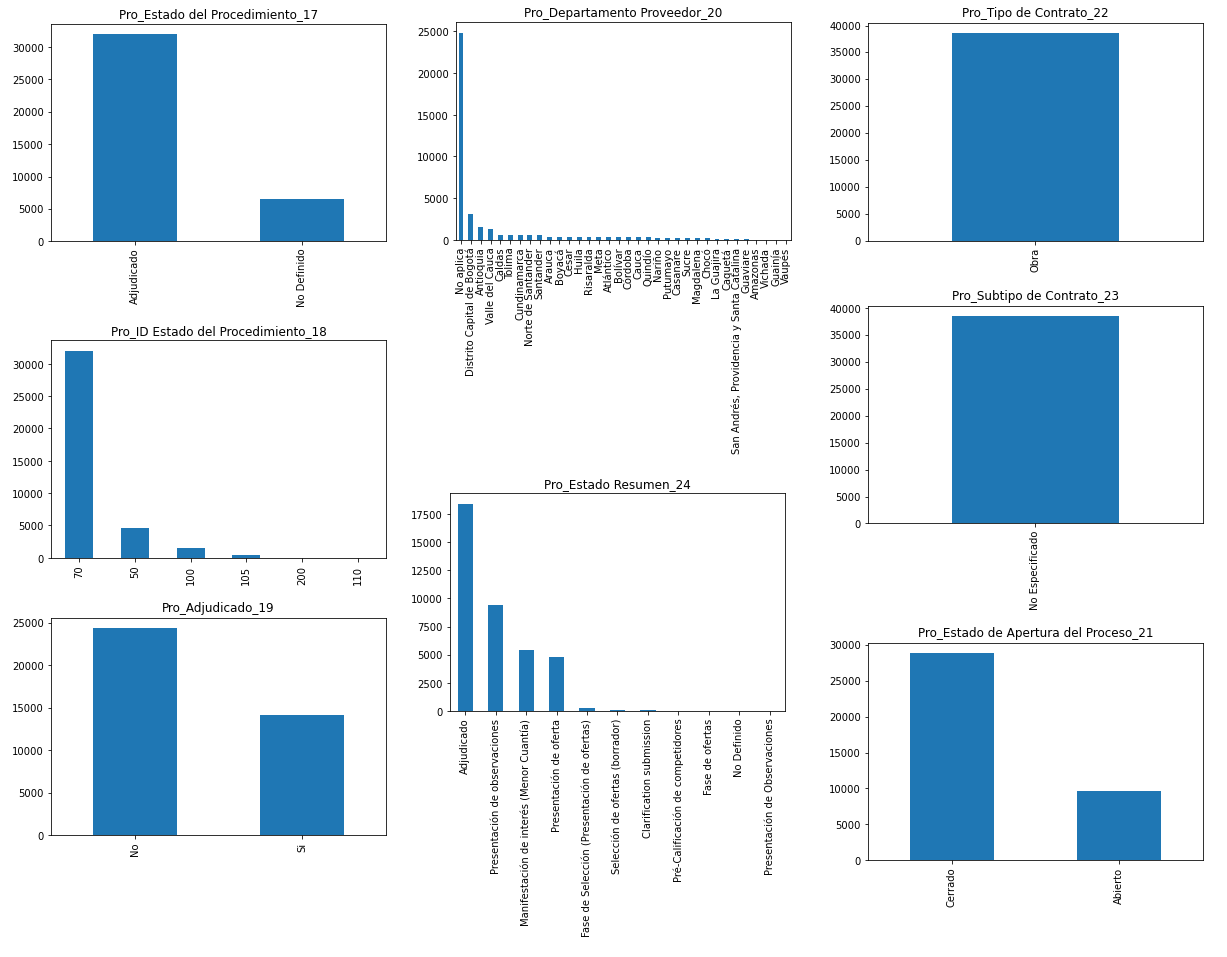 Pro_Estado del Procedimiento_17
30000
25000
20000
15000
10000
5000
0
Adjudicado
No Definido
Pro_ID Estado del Procedimiento_18
30000
25000
20000
15000
10000
5000
0
70
50
100
105
200
110
Pro_Adjudicado_19
25000
20000
15000
10000
5000
0
No
Si
Pro_Departamento Proveedor_20
25000
20000
15000
10000
5000
0
No aplica
Distrito Capital de Bogotá
Antioquia
Valle del Cauca
Caldas
Tolima
Cundinamarca
Norte de Santander
Santander
Arauca
Boyacá
Cesar
Huila
Risaralda
Meta
Atlántico
Bolívar
Córdoba
Cauca
Quindío
Nariño
Putumayo
Casanare
Sucre
Magdalena
Chocó
La Guajira
Caquetá
San Andrés, Providencia y Santa Catalina
Guaviare
Amazonas
Vichada
Guainía
Vaupés
Pro_Estado Resumen_24
17500
15000
12500
10000
7500
5000
2500
0
Adjudicado
Presentación de observaciones
Manifestación de interés (Menor Cuantía)
Presentación de oferta
Fase de Selección (Presentación de ofertas)
Selección de ofertas (borrador)
Clarification submission
Pré-Calificación de competidores
Fase de ofertas
No Definido
Presentación de Observaciones
Pro_Tipo de Contrato_22
40000
35000
30000
25000
20000
15000
10000
5000
0
Obra
Pro_Subtipo de Contrato_23
40000
35000
30000
25000
20000
15000
10000
5000
0
No Especificado
Pro_Estado de Apertura del Proceso_21
30000
25000
20000
15000
10000
5000
0
Cerrado
Abierto